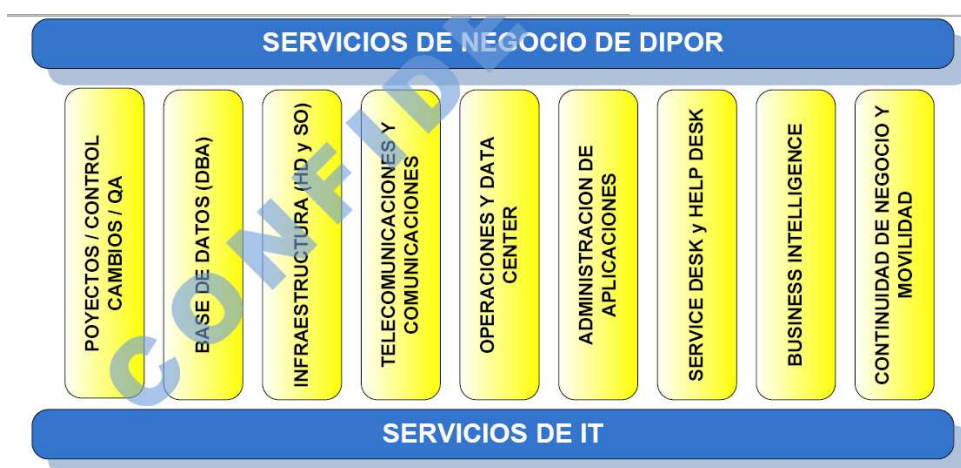 SERVICIOS DE NEGOCIO DE DIPOR
POYECTOS / CONTROL
CAMBIOS / QA
BASE DE DATOS (DBA)
INFRAESTRUCTURA (HD y SO)
TELECOMUNICACIONES Y
COMUNICACACIONES
OPERACIONES Y DATA
CENTER
ADMINISTRACION DE
APLICACIONES
SERVICE DESK y HELP DESK
BUSINESS INTELLIGENCE
CONTINUIDAD DE NEGOCIO Y
MOVILIDAD
SERVICIOS DE IT
CONFIDE